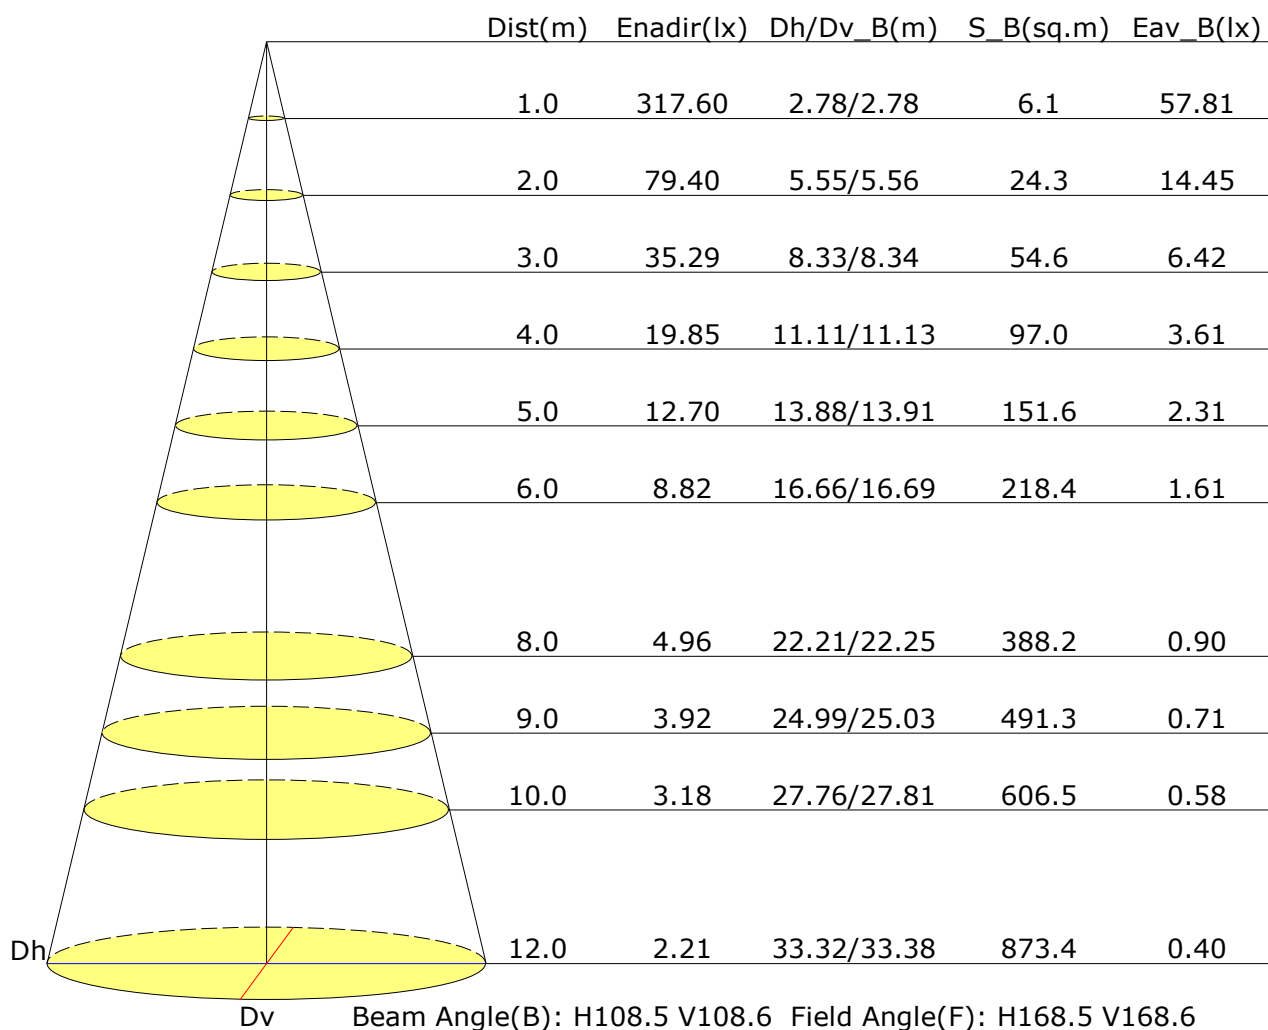 Dist(m) Enadir(lx) Dh/Dv_B(m) S_B(sq.m) Eav_B(lx)
1.0 317.60 2.78/2.78 6.1 57.81
2.0 79.40 5.55/5.56 24.3 14.45
3.0 35.29 8.33/8.34 54.6 6.42
4.0 19.85 11.11/11.13 97.0 3.61
5.0 12.70 13.88/13.91 151.6 2.31
6.0 8.82 16.66/16.69 218.4 1.61
8.0 4.96 22.21/22.25 388.2 0.90
9.0 3.92 24.99/25.03 491.3 0.71
10.0 3.18 27.76/27.81 606.5 0.58
Dh 12.0 2.21 33.32/33.38 873.4 0.40
Dv Beam Angle(B): H108.5 V108.6 Field Angle(F): H168.5 V168.6